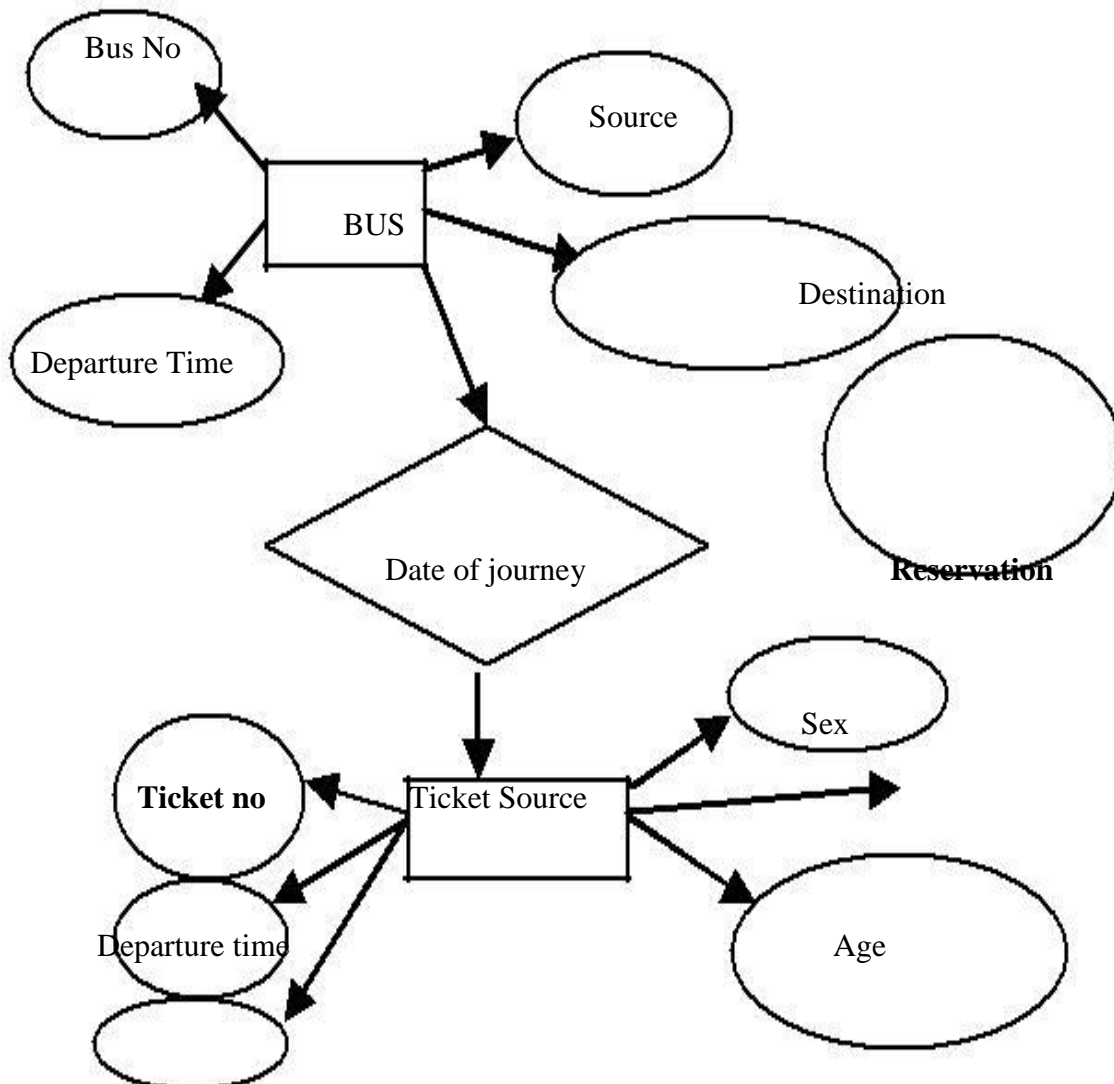 Bus No
Source
BUS
Destination
Departure Time
Date of journey
Reservation
Sex
Ticket no
Ticket Source
Departure time
Age